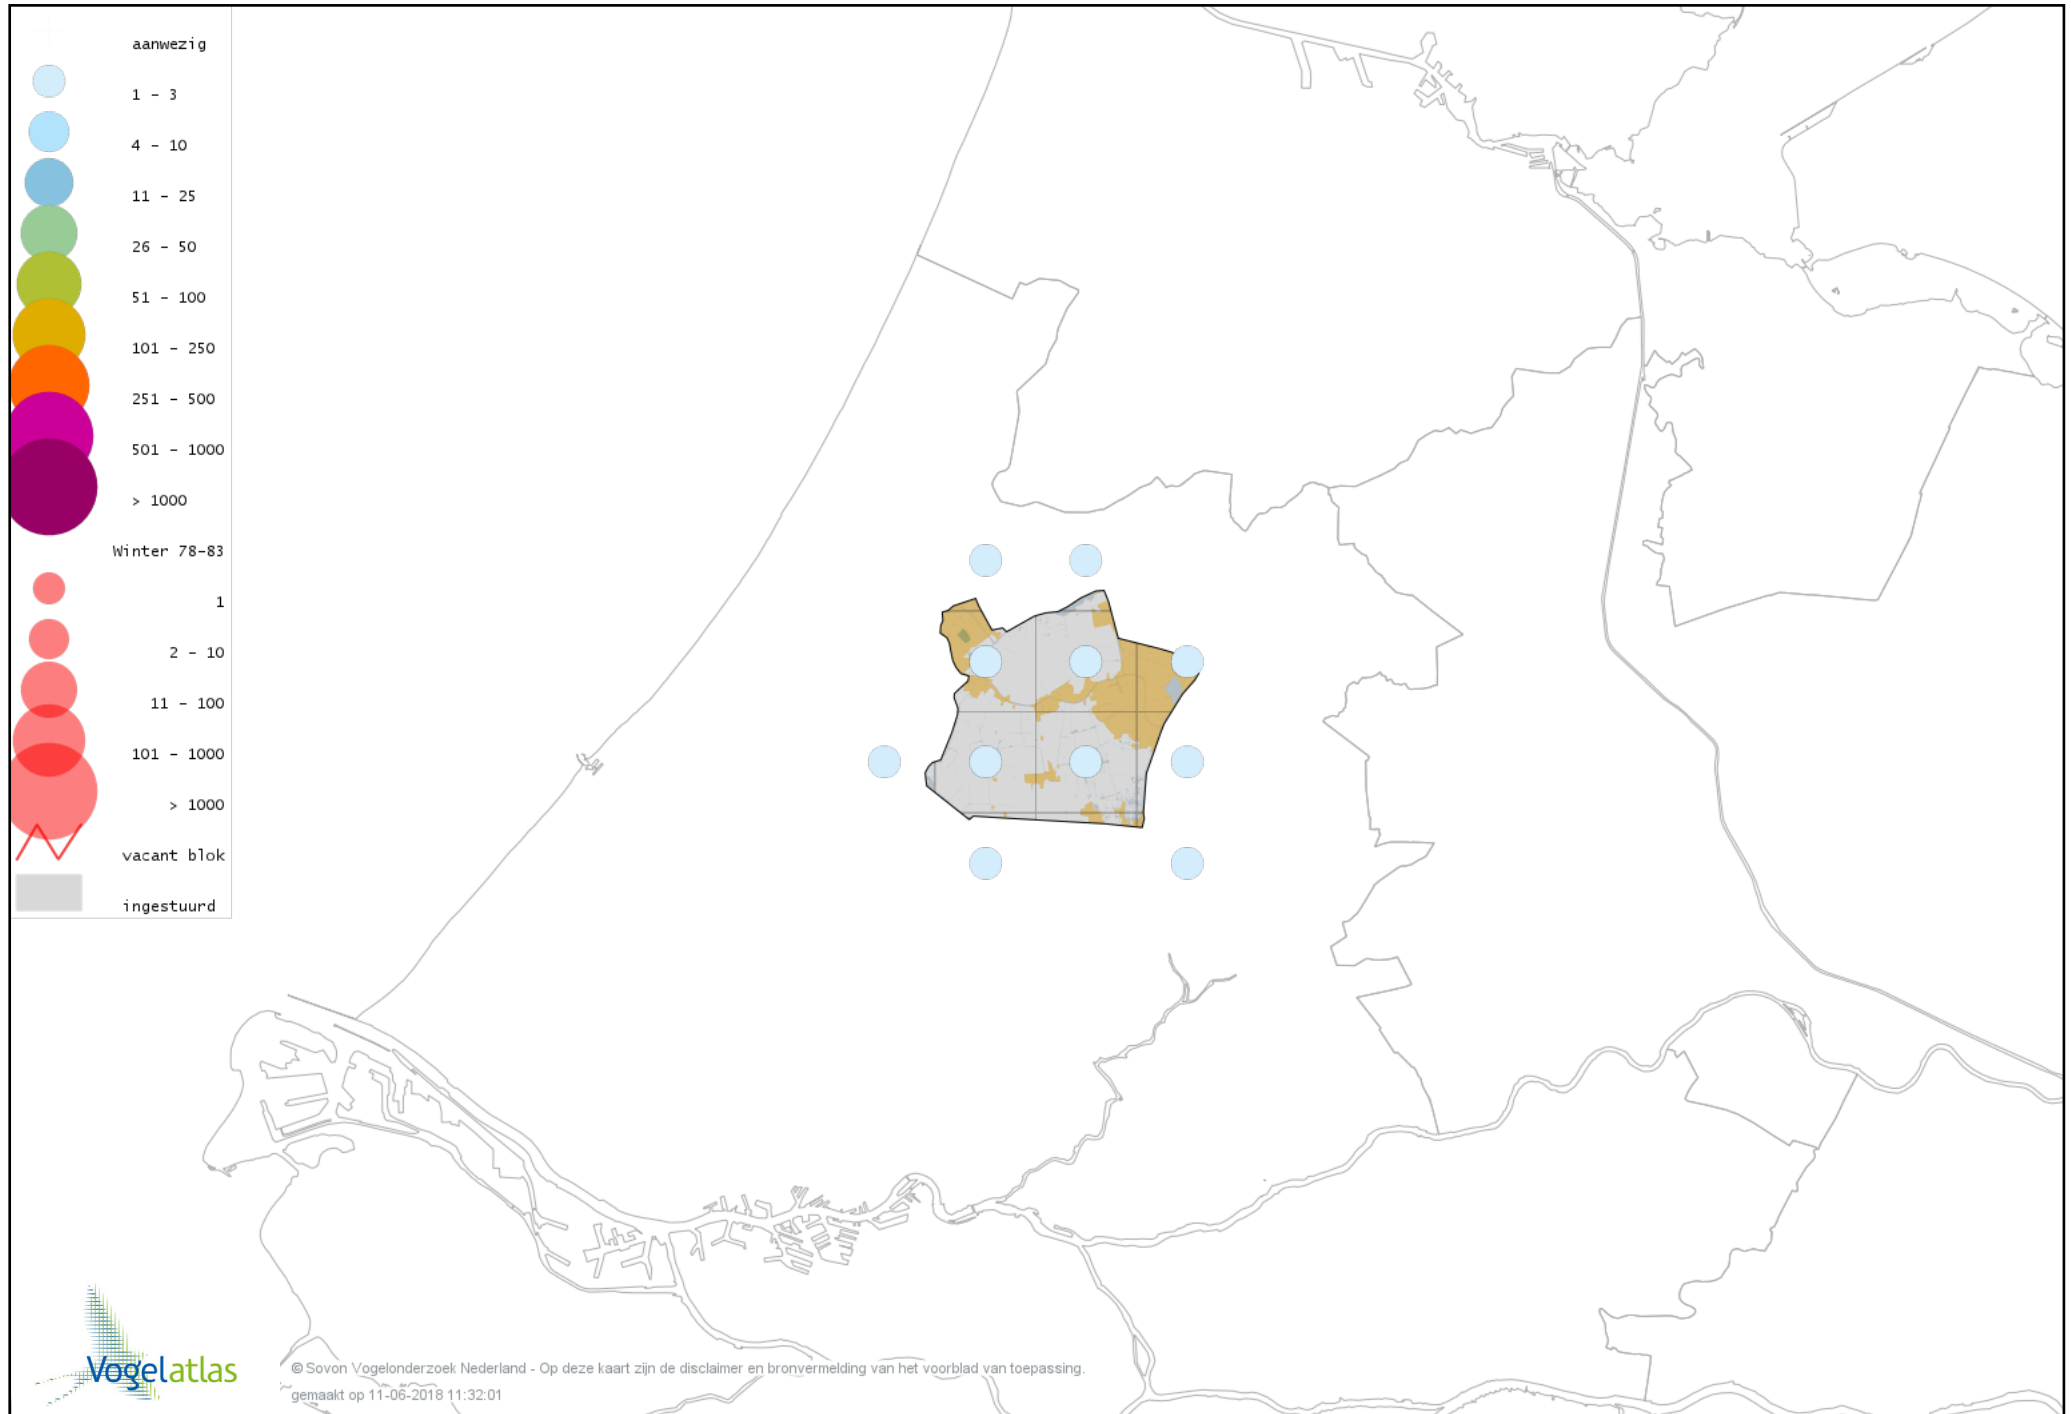 aanwezig
1 - 3
4 - 10
11 - 25
26 - 50
51 - 100
101 - 250
251 - 500
501 - 1000
> 1000
Winter 78-83
1
2 - 10
11 - 100
101 - 1000
> 1000
vacant blok
ingestuurd
Vogelatlas
© Sovon Vogelonderzoek Nederland - Op deze kaart zijn de disclaimer en bronvermelding van het voorblad van toepassing.
gemaakt op 11-06-2018 11:32:01